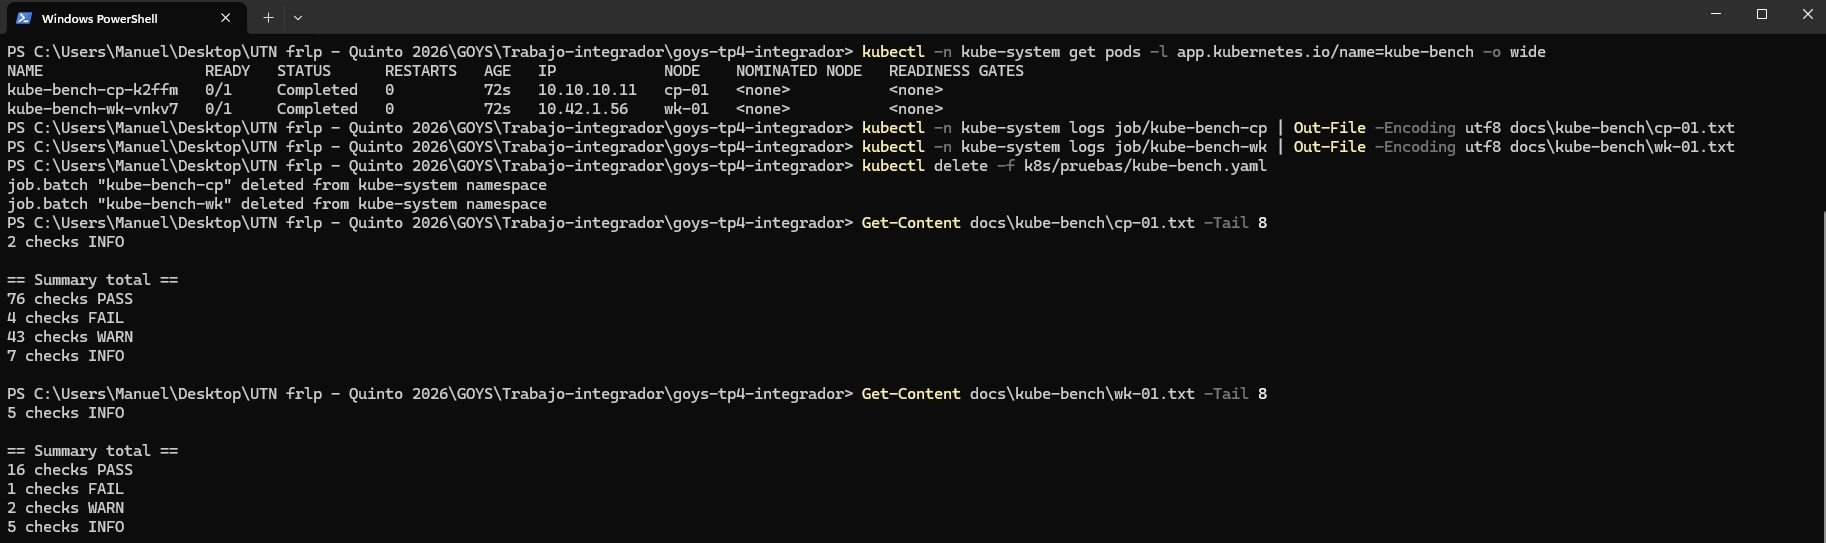 Windows PowerShell
PS C:\Users\Manuel\Desktop\UTN frlp - Quinto 2026\GOYS\Trabajo-integrador\goys-tp4-integrador> kubectl -n kube-system get pods -l app.kubernetes.io/name=kube-bench -o wide
NAME READY STATUS RESTARTS AGE IP NODE NOMINATED NODE READINESS GATES
kube-bench-cp-k2ffm 0/1 Completed 0 72s 10.10.10.11 cp-01 <none> <none>
kube-bench-wk-vnkv7 0/1 Completed 0 72s 10.42.1.56 wk-01 <none> <none>
PS C:\Users\Manuel\Desktop\UTN frlp - Quinto 2026\GOYS\Trabajo-integrador\goys-tp4-integrador> kubectl -n kube-system logs job/kube-bench-cp | Out-File -Encoding utf8 docs\kube-bench\cp-01.txt
PS C:\Users\Manuel\Desktop\UTN frlp - Quinto 2026\GOYS\Trabajo-integrador\goys-tp4-integrador> kubectl -n kube-system logs job/kube-bench-wk | Out-File -Encoding utf8 docs\kube-bench\wk-01.txt
PS C:\Users\Manuel\Desktop\UTN frlp - Quinto 2026\GOYS\Trabajo-integrador\goys-tp4-integrador> kubectl delete -f k8s/pruebas/kube-bench.yaml
job.batch "kube-bench-cp" deleted from kube-system namespace
job.batch "kube-bench-wk" deleted from kube-system namespace
PS C:\Users\Manuel\Desktop\UTN frlp - Quinto 2026\GOYS\Trabajo-integrador\goys-tp4-integrador> Get-Content docs\kube-bench\cp-01.txt -Tail 8
2 checks INFO
== Summary total ==
76 checks PASS
4 checks FAIL
43 checks WARN
7 checks INFO
PS C:\Users\Manuel\Desktop\UTN frlp - Quinto 2026\GOYS\Trabajo-integrador\goys-tp4-integrador> Get-Content docs\kube-bench\wk-01.txt -Tail 8
5 checks INFO
== Summary total ==
16 checks PASS
1 checks FAIL
2 checks WARN
5 checks INFO